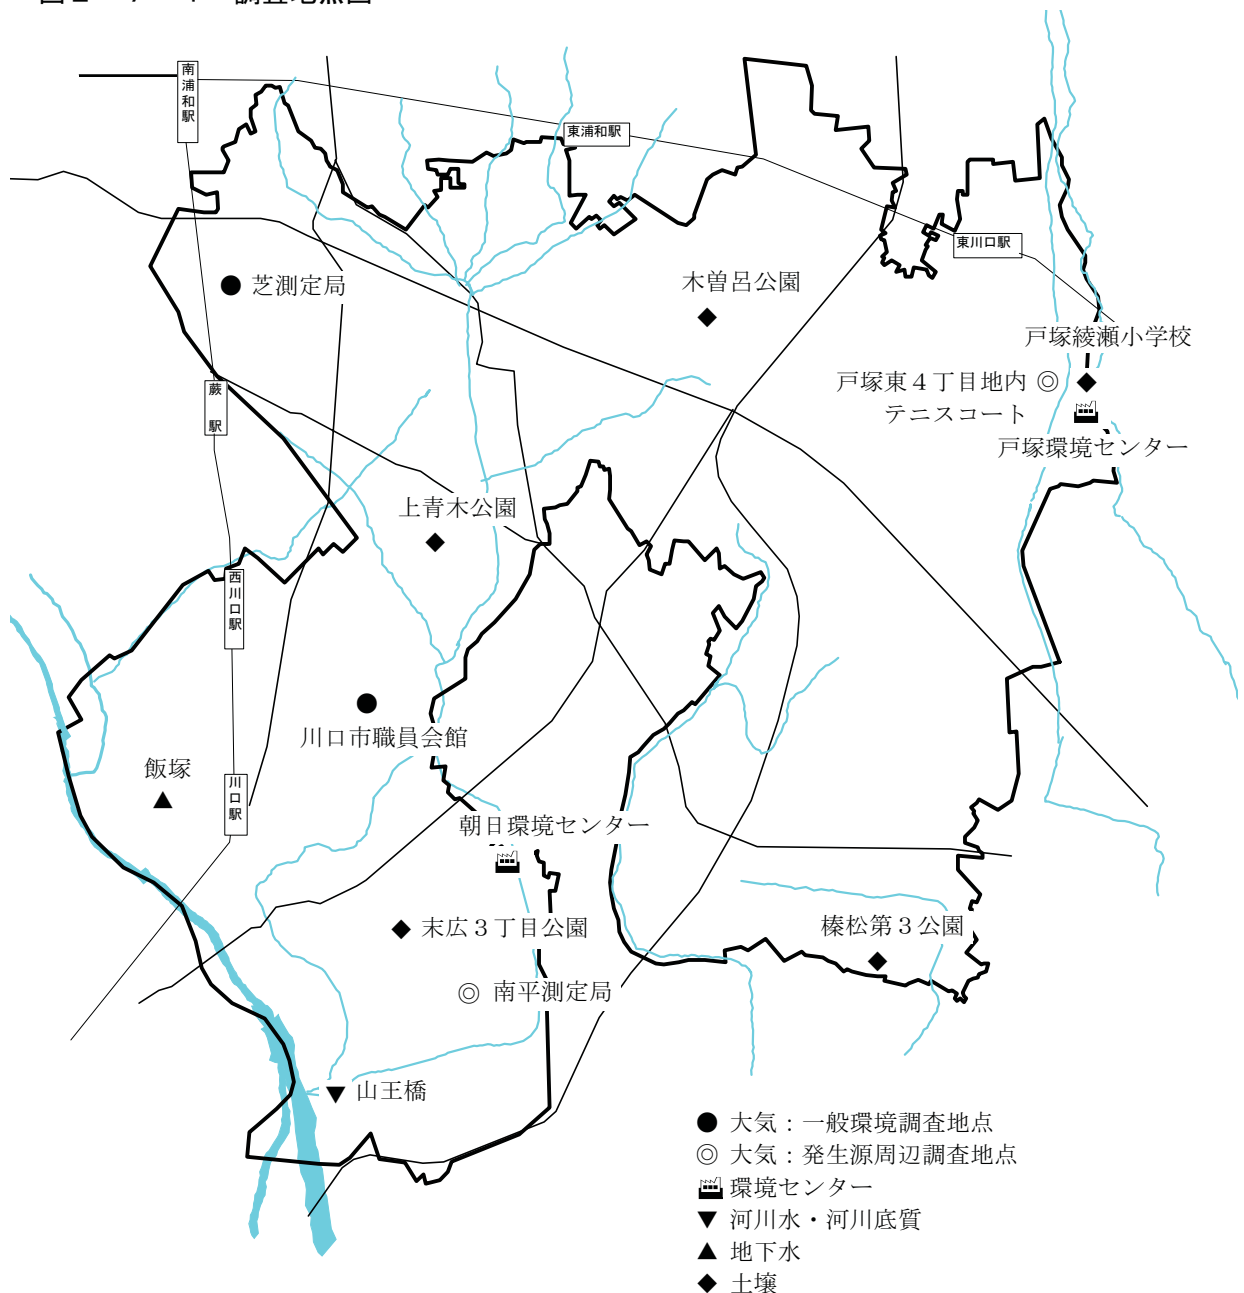 南浦和駅
東浦和駅
東川口駅
芝測定局
木曽呂公園
戸塚綾瀬小学校
戸塚東４丁目地内
テニスコート
戸塚環境センター
蕨駅
上青木公園
西川口駅
川口市職員会館
飯塚
川口駅
朝日環境センター
末広３丁目公園
榛松第３公園
南平測定局
山王橋
大気：一般環境調査地点
大気：発生源周辺調査地点
環境センター
河川水・河川底質
地下水
土壌